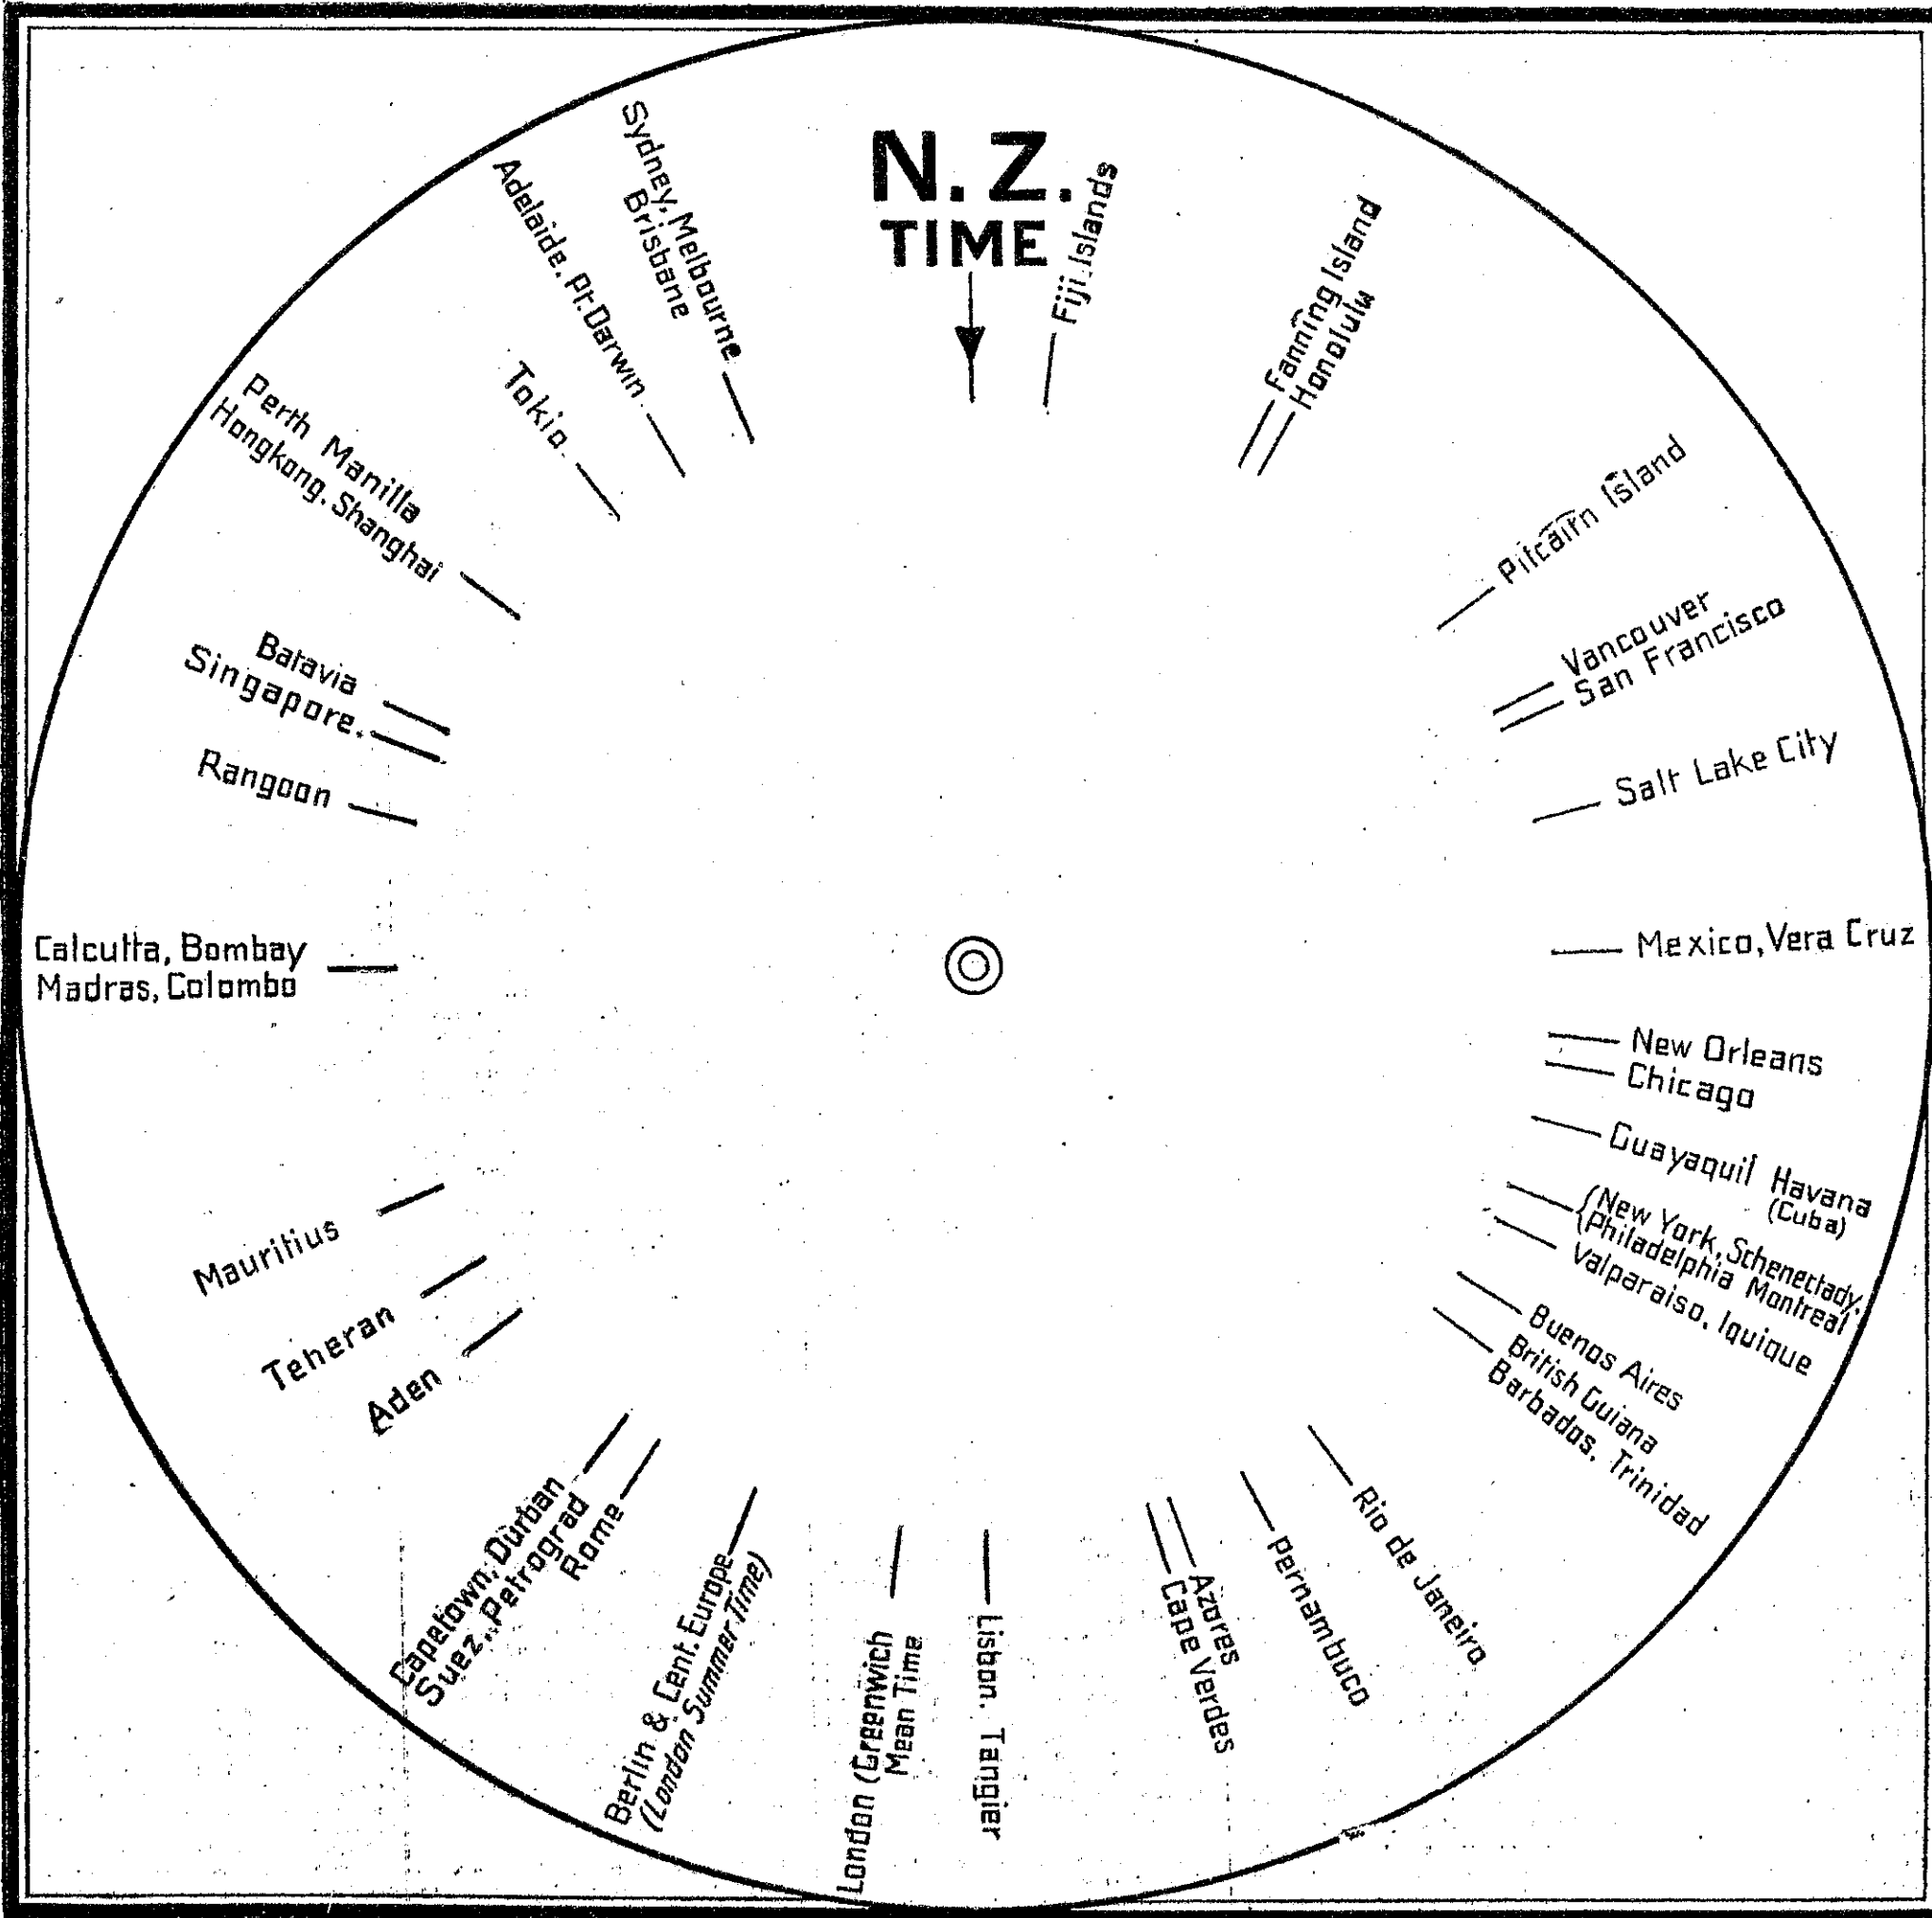 N. Z.
TIME
Fiji Islands
Fanning Island
Honolulu
Pitcairn Island
Vancouver
San Francisco
Salt Lake City
Mexico, Vera Cruz
New Orleans
Chicago
Guayaquil Havana
(Cuba)
New York, Schenectady,
Philadelphia Montreal
Valparaiso, Iquique
Buenos Aires
British Guiana
Barbados, Trinidad
Rio de Janeiro
Pernambuco
Azores
Cape Verdes
Lisbon, Tangier
London (Greenwich
Mean Time
Berlin & Cent. Europe
(London Summer Time)
Rome
Capetown, Durban
Suez, Petrograd
Aden
Teheran
Mauritius
Calcutta, Bombay
Madras, Colombo
Rangoon
Singapore.
Batavia
Perth Manilla
Hongkong, Shanghai
Tokio.
Adelaide, Pt. Darwin.
Sydney, Melbourne
Brisbane